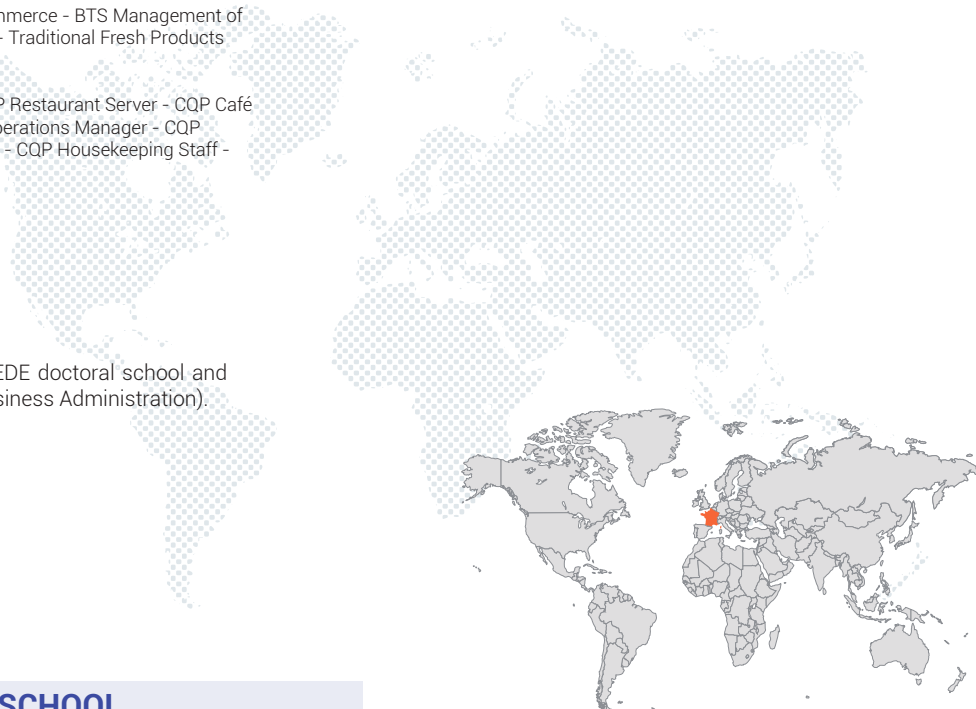 mmerce - BTS Management of
- Traditional Fresh Products
P Restaurant Server - CQP Café
perations Manager - CQP
- CQP Housekeeping Staff -
EDE doctoral school and
siness Administration).
SCHOOL